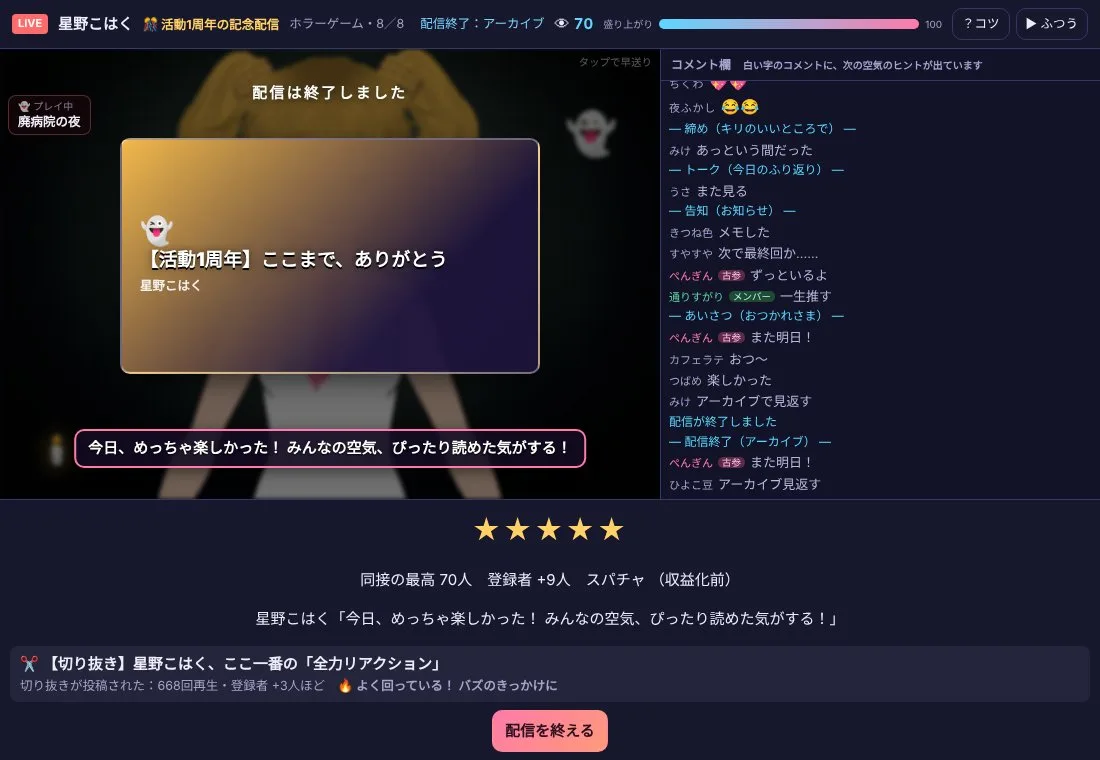 LIVE 星野こはく 🎊 活動1周年の記念配信 ホラーゲーム・8／8 配信終了：アーカイブ 👁 70 盛り上がり 100 ？コツ ▶ ふつう
タップで早送り
配信は終了しました
👻 プレイ中
廃病院の夜
👻
【活動1周年】ここまで、ありがとう
星野こはく
今日、めっちゃ楽しかった！ みんなの空気、ぴったり読めた気がする！
コメント欄 白い字のコメントに、次の空気のヒントが出ています
ちくわ 💖💖
夜ふかし 😂😂
— 締め（キリのいいところで） —
みけ あっという間だった
— トーク（今日のふり返り） —
うさ また見る
— 告知（お知らせ） —
きつね色 メモした
すやすや 次で最終回か……
ぺんぎん 古参 ずっといるよ
通りすがり メンバー 一生推す
— あいさつ（おつかれさま） —
ぺんぎん 古参 また明日！
カフェラテ おつ〜
つばめ 楽しかった
みけ アーカイブで見返す
配信が終了しました
— 配信終了（アーカイブ） —
ぺんぎん 古参 また明日！
ひよこ豆 アーカイブ見返す
★★★★★
同接の最高 70人 登録者 +9人 スパチャ （収益化前）
星野こはく「今日、めっちゃ楽しかった！ みんなの空気、ぴったり読めた気がする！」
✂️ 【切り抜き】星野こはく、ここ一番の「全力リアクション」
切り抜きが投稿された：668回再生・登録者 +3人ほど 🔥 よく回っている！ バズのきっかけに
配信を終える